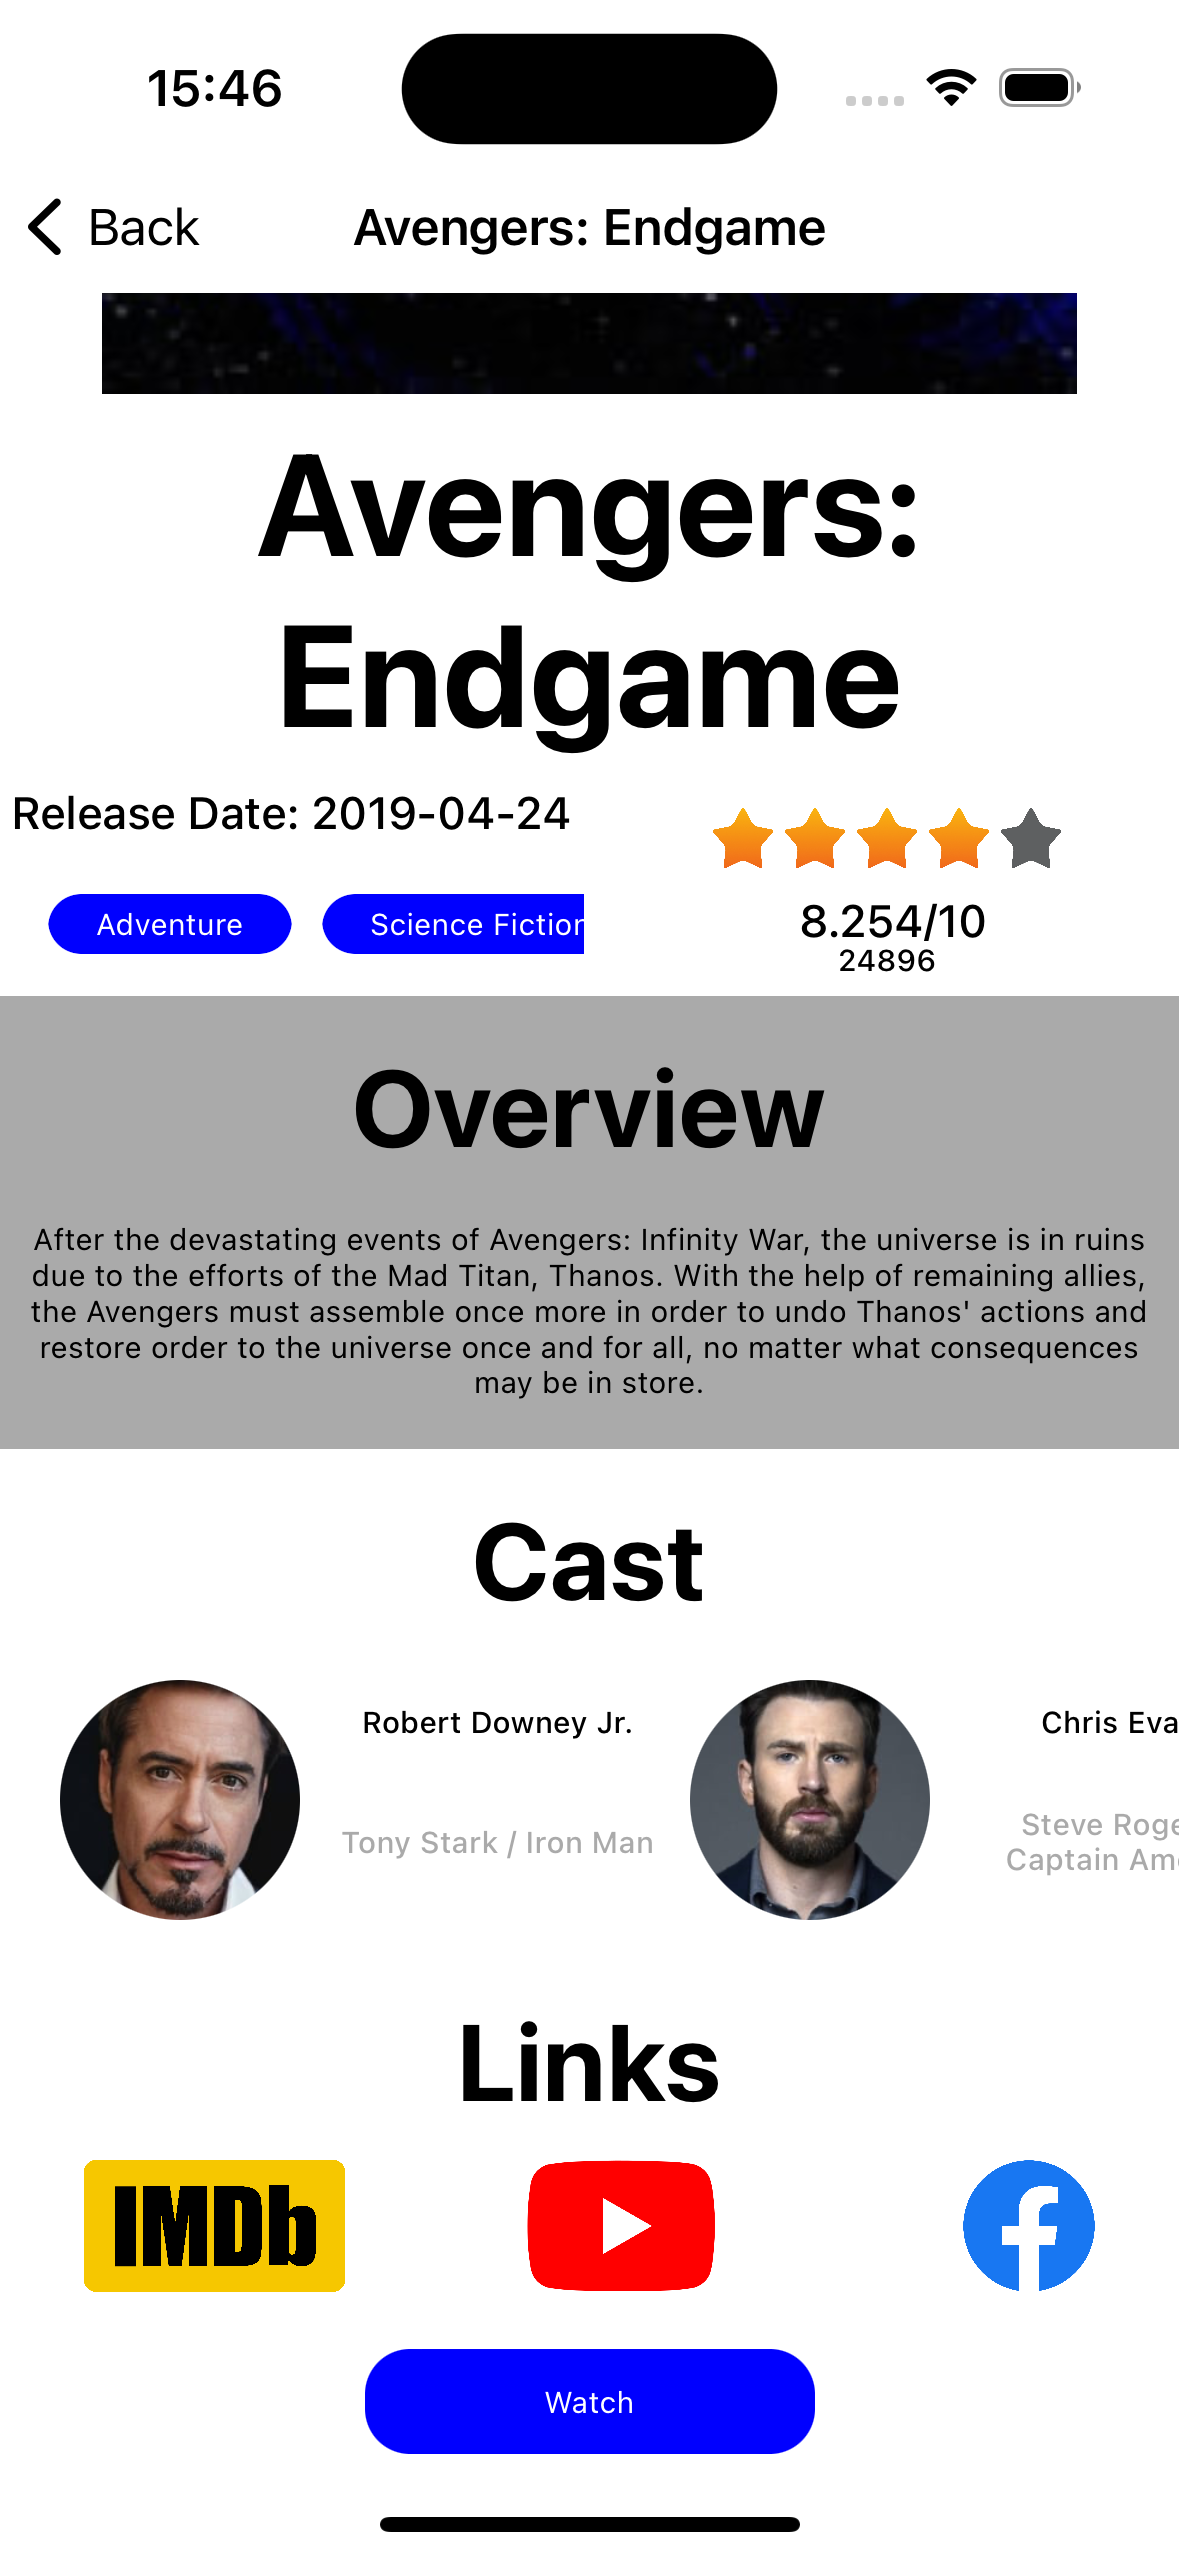 15:46
Back
Avengers: Endgame
Avengers:
Endgame
Release Date: 2019-04-24
Adventure
Science Fiction
8.254/10
24896
Overview
After the devastating events of Avengers: Infinity War, the universe is in ruins
due to the efforts of the Mad Titan, Thanos. With the help of remaining allies,
the Avengers must assemble once more in order to undo Thanos' actions and
restore order to the universe once and for all, no matter what consequences
may be in store.
Cast
Robert Downey Jr.
Tony Stark / Iron Man
Chris Eva
Steve Roge
Captain Am
Links
IMDb
Watch